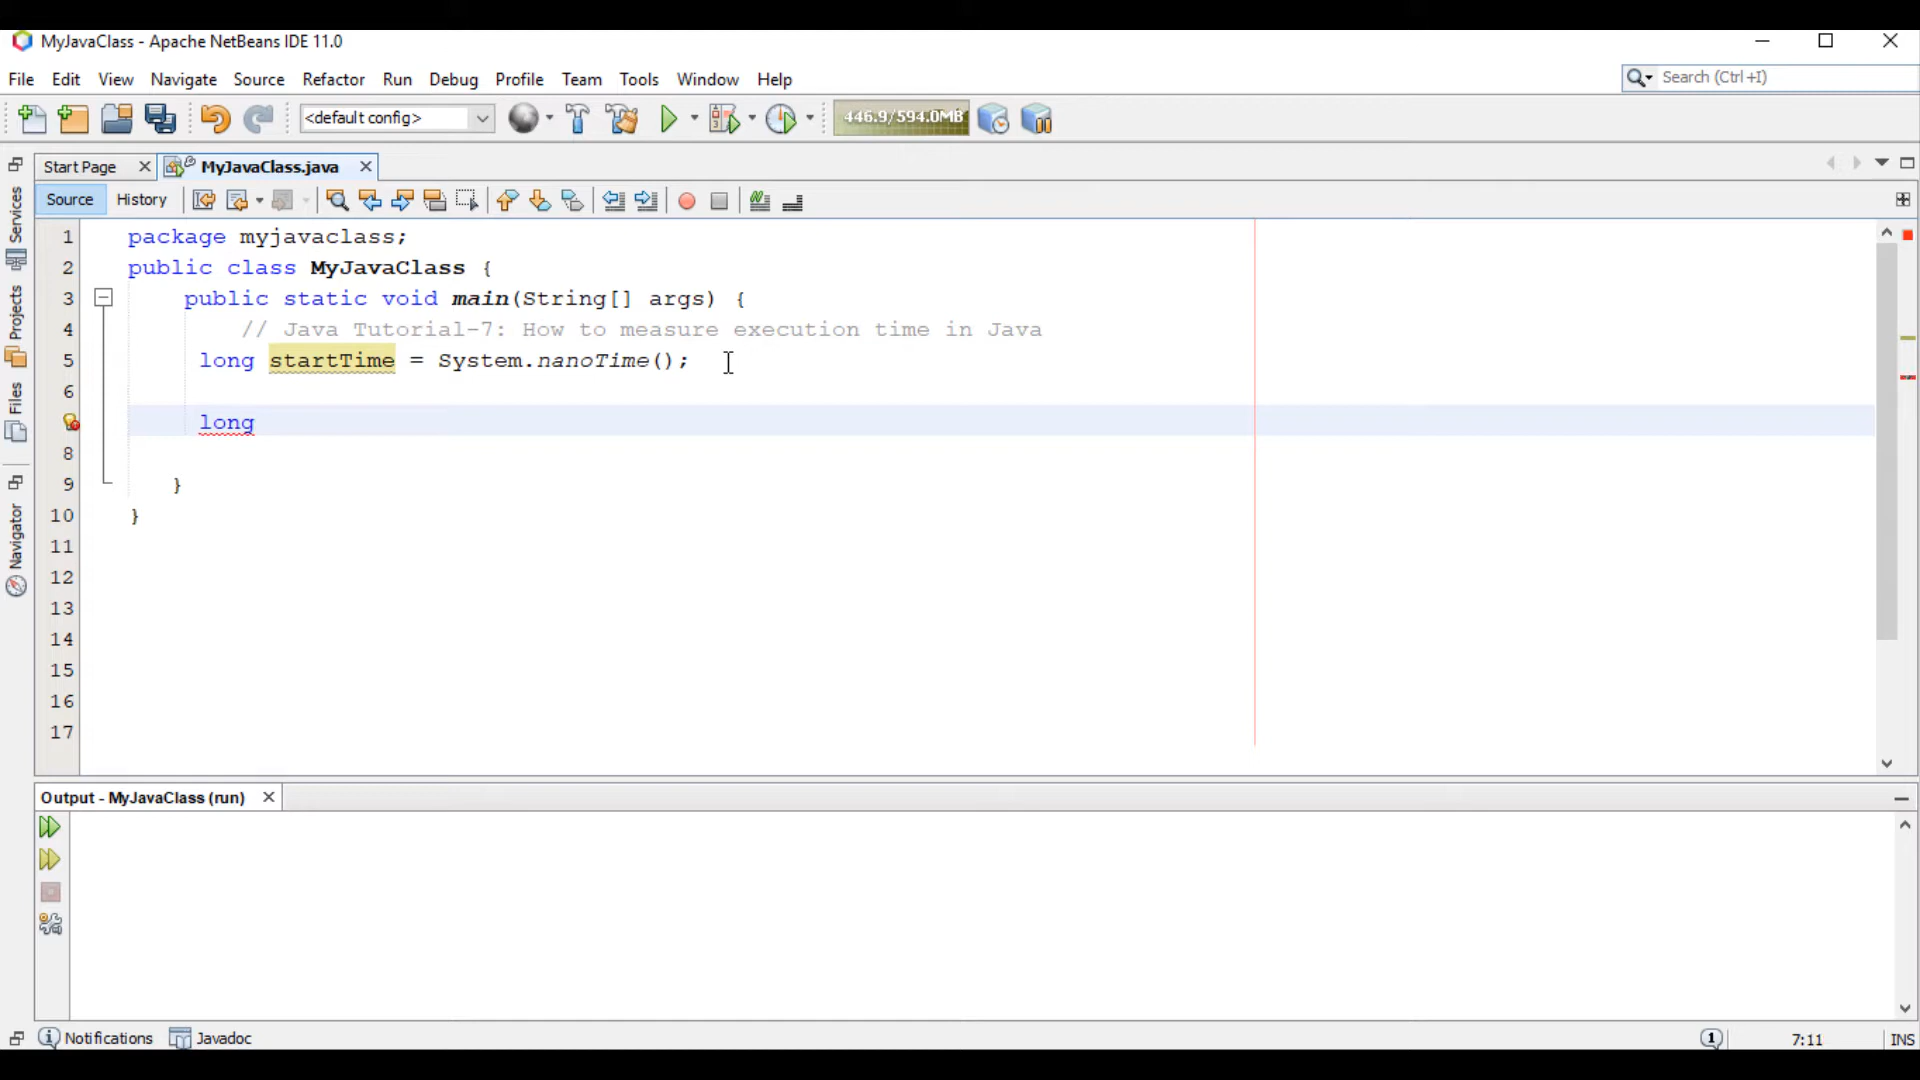 MyJavaClass - Apache NetBeans IDE 11.0
File Edit View Navigate Source Refactor Run Debug Profile Team Tools Window Help
Search (Ctrl+I)
<default config>
446.9/594.0MB
Start Page
MyJavaClass.java
Source History
Services
Projects
Files
Navigator
1 package myjavaclass;
2 public class MyJavaClass {
3 public static void main(String[] args) {
4 // Java Tutorial-7: How to measure execution time in Java
5 long startTime = System.nanoTime();
6
long
8
9 }
10 }
11
12
13
14
15
16
17
Output - MyJavaClass (run)
Notifications Javadoc
1 7:11 INS